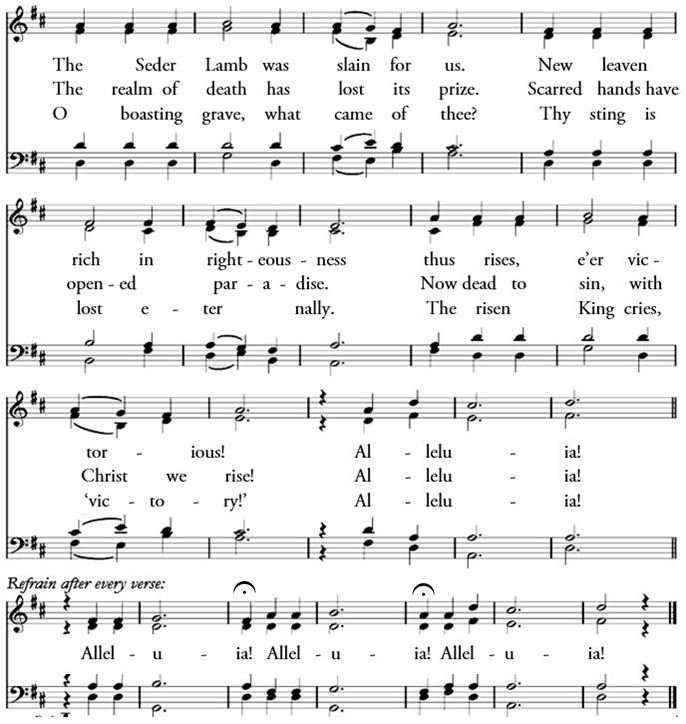 The Seder Lamb was slain for us. New leaven
The realm of death has lost its prize. Scarred hands have
O boasting grave, what came of thee? Thy sting is
rich in right - eous - ness thus rises, e'er vic -
open - ed par - a - dise. Now dead to sin, with
lost e - ter nally. The risen King cries,
tor - ious! Al - lelu - ia!
Christ we rise! Al - lelu - ia!
‘vic - to - ry!’ Al - lelu - ia!
Refrain after every verse:
Allel - u - ia! Allel - u - ia! Allel - u - ia!